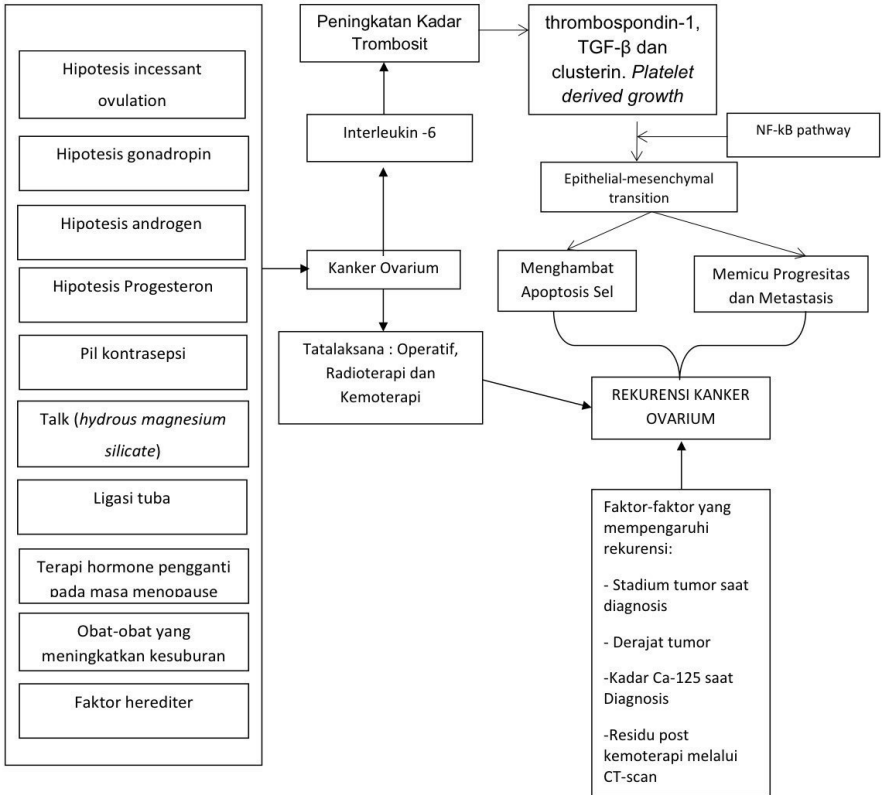 Hipotesis incessant
ovulation
Hipotesis gonadropin
Hipotesis androgen
Hipotesis Progesteron
Pil kontrasepsi
Talk (hydrous magnesium
silicate)
Ligasi tuba
Terapi hormone pengganti
pada masa menopause
Obat-obat yang
meningkatkan kesuburan
Faktor herediter
Peningkatan Kadar
Trombosit
Interleukin -6
Kanker Ovarium
Tatalaksana : Operatif,
Radioterapi dan
Kemoterapi
thrombospondin-1,
TGF-β dan
clusterin. Platelet
derived growth
NF-kB pathway
Epithelial-mesenchymal
transition
Menghambat
Apoptosis Sel
Memicu Progresitas
dan Metastasis
REKURENSI KANKER
OVARIUM
Faktor-faktor yang
mempengaruhi
rekurensi:
- Stadium tumor saat
diagnosis
- Derajat tumor
-Kadar Ca-125 saat
Diagnosis
-Residu post
kemoterapi melalui
CT-scan